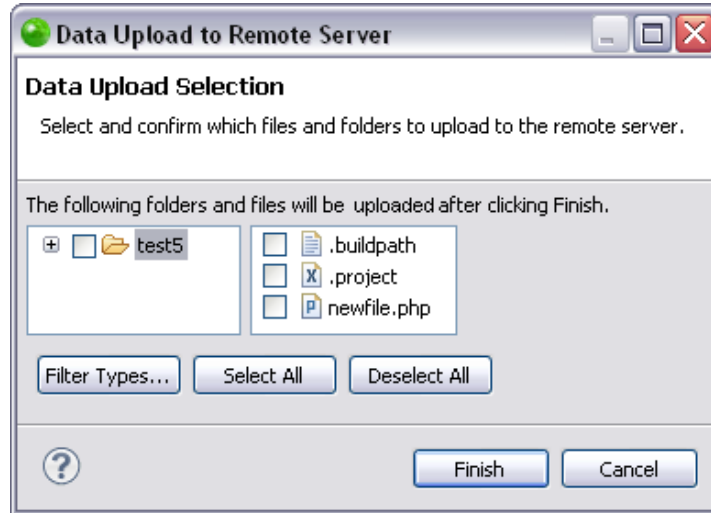 Data Upload to Remote Server
Data Upload Selection
Select and confirm which files and folders to upload to the remote server.
The following folders and files will be uploaded after clicking Finish.
test5
.buildpath
.project
newfile.php
Filter Types...
Select All
Deselect All
Finish
Cancel